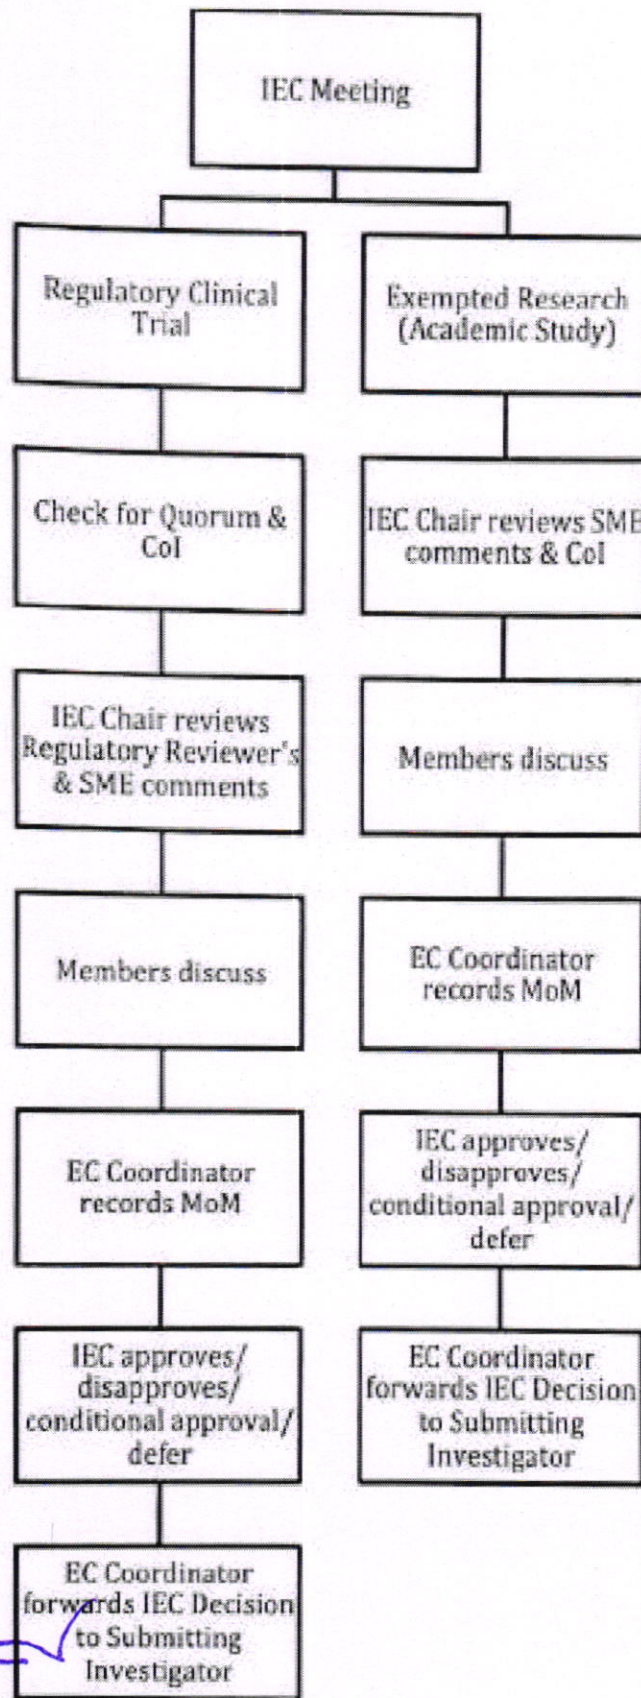 IEC Meeting
Regulatory Clinical
Trial
Exempted Research
(Academic Study)
Check for Quorum &
CoI
IEC Chair reviews SME
comments & CoI
IEC Chair reviews
Regulatory Reviewer's
& SME comments
Members discuss
Members discuss
EC Coordinator
records MoM
EC Coordinator
records MoM
IEC approves/
disapproves/
conditional approval/
defer
IEC approves/
disapproves/
conditional approval/
defer
EC Coordinator
forwards IEC Decision
to Submitting
Investigator
EC Coordinator
forwards IEC Decision
to Submitting
Investigator